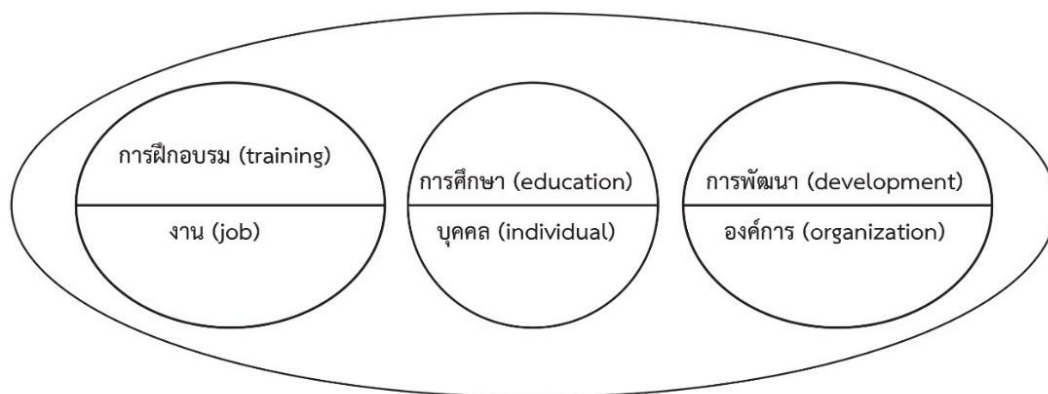 การฝึกอบรม (training)
งาน (job)
การศึกษา (education)
บุคคล (individual)
การพัฒนา (development)
องค์การ (organization)